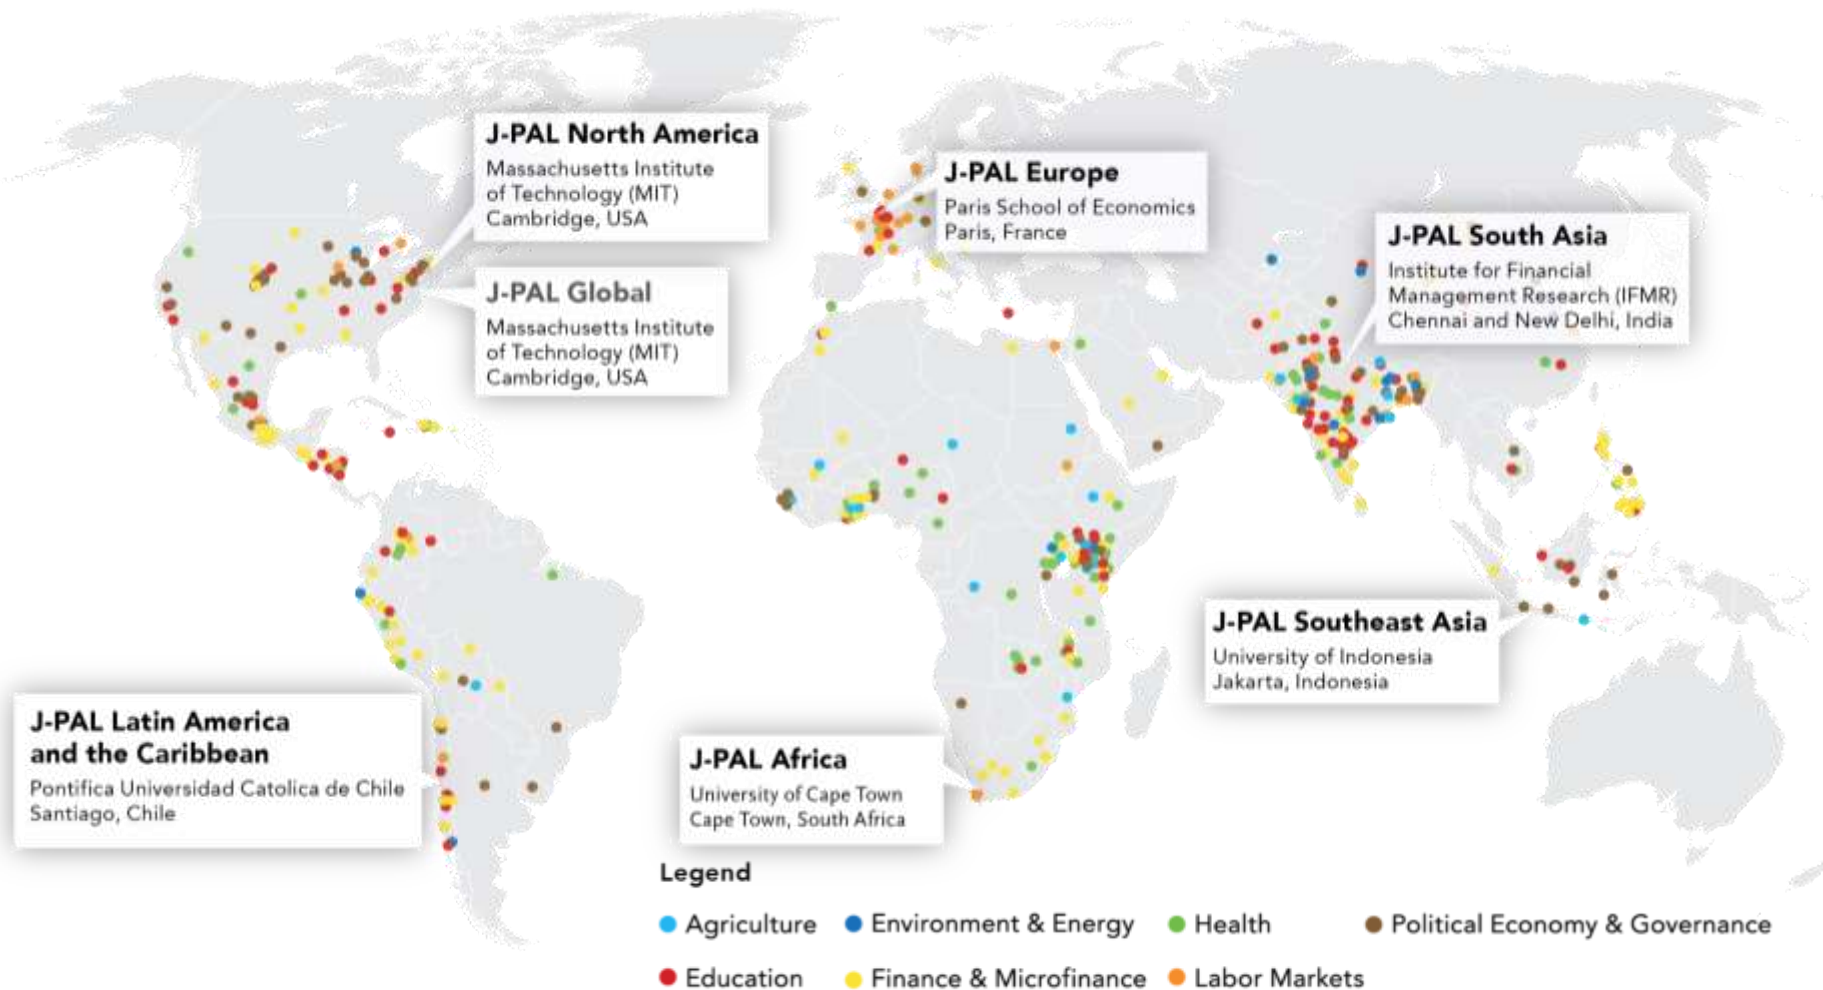 J-PAL North America
Massachusetts Institute
of Technology (MIT)
Cambridge, USA
J-PAL Europe
Paris School of Economics
Paris, France
J-PAL South Asia
Institute for Financial
Management Research (IFMR)
Chennai and New Delhi, India
J-PAL Global
Massachusetts Institute
of Technology (MIT)
Cambridge, USA
J-PAL Southeast Asia
University of Indonesia
Jakarta, Indonesia
J-PAL Latin America
and the Caribbean
Pontifica Universidad Catolica de Chile
Santiago, Chile
J-PAL Africa
University of Cape Town
Cape Town, South Africa
Legend
Agriculture Environment & Energy Health Political Economy & Governance
Education Finance & Microfinance Labor Markets